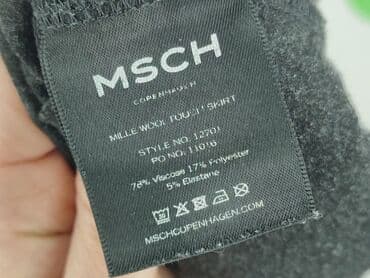 MSCH
COPENHAGEN
MILLE WOOL TOUCH SKIRT
STYLE NO. 12701
PO NO. 11016
78% Viscose 17% Polyester
5% Elastane
MSCHCOPENHAGEN.COM